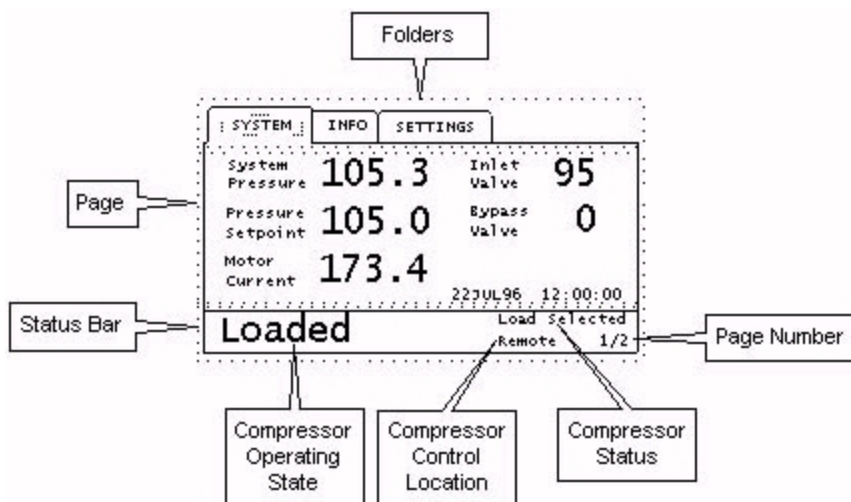 Folders
SYSTEM INFO SETTINGS
System Pressure 105.3 Inlet Valve 95
Pressure Setpoint 105.0 Bypass Valve 0
Motor Current 173.4
22JUL96 12:00:00
Loaded Load Selected
Remote 1/2
Page
Status Bar
Page Number
Compressor Operating State
Compressor Control Location
Compressor Status